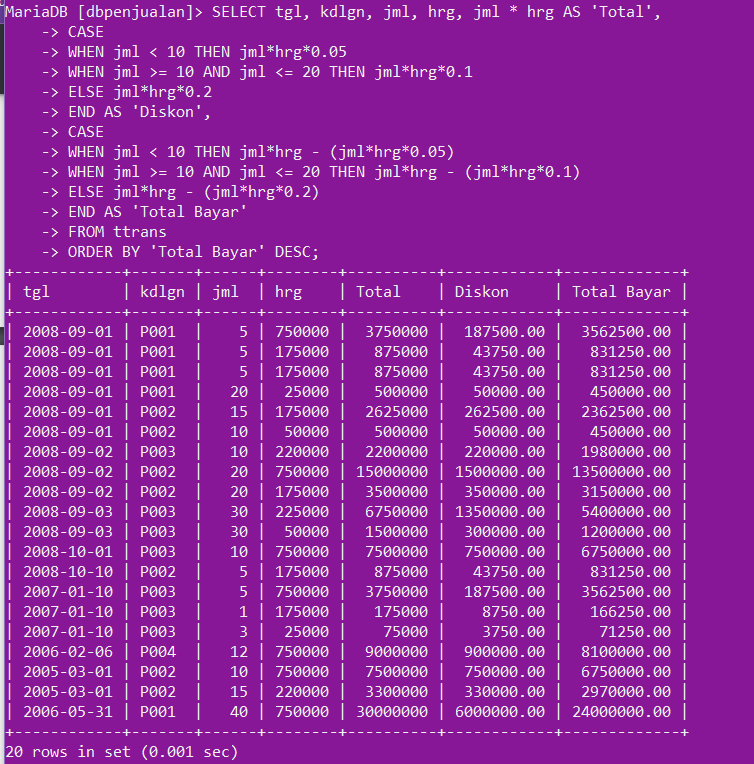 MariaDB [dbpenjualan]> SELECT tgl, kdlgn, jml, hrg, jml * hrg AS 'Total',
    -> CASE
    -> WHEN jml < 10 THEN jml*hrg*0.05
    -> WHEN jml >= 10 AND jml <= 20 THEN jml*hrg*0.1
    -> ELSE jml*hrg*0.2
    -> END AS 'Diskon',
    -> CASE
    -> WHEN jml < 10 THEN jml*hrg - (jml*hrg*0.05)
    -> WHEN jml >= 10 AND jml <= 20 THEN jml*hrg - (jml*hrg*0.1)
    -> ELSE jml*hrg - (jml*hrg*0.2)
    -> END AS 'Total Bayar'
    -> FROM ttrans
    -> ORDER BY 'Total Bayar' DESC;
+------------+-------+------+--------+----------+------------+-------------+
| tgl        | kdlgn | jml  | hrg    | Total    | Diskon     | Total Bayar |
+------------+-------+------+--------+----------+------------+-------------+
| 2008-09-01 | P001  |    5 | 750000 |  3750000 |  187500.00 |  3562500.00 |
| 2008-09-01 | P001  |    5 | 175000 |   875000 |   43750.00 |   831250.00 |
| 2008-09-01 | P001  |    5 | 175000 |   875000 |   43750.00 |   831250.00 |
| 2008-09-01 | P001  |   20 |  25000 |   500000 |   50000.00 |   450000.00 |
| 2008-09-01 | P002  |   15 | 175000 |  2625000 |  262500.00 |  2362500.00 |
| 2008-09-01 | P002  |   10 |  50000 |   500000 |   50000.00 |   450000.00 |
| 2008-09-02 | P003  |   10 | 220000 |  2200000 |  220000.00 |  1980000.00 |
| 2008-09-02 | P002  |   20 | 750000 | 15000000 | 1500000.00 | 13500000.00 |
| 2008-09-02 | P002  |   20 | 175000 |  3500000 |  350000.00 |  3150000.00 |
| 2008-09-03 | P003  |   30 | 225000 |  6750000 | 1350000.00 |  5400000.00 |
| 2008-09-03 | P003  |   30 |  50000 |  1500000 |  300000.00 |  1200000.00 |
| 2008-10-01 | P003  |   10 | 750000 |  7500000 |  750000.00 |  6750000.00 |
| 2008-10-10 | P002  |    5 | 175000 |   875000 |   43750.00 |   831250.00 |
| 2007-01-10 | P003  |    5 | 750000 |  3750000 |  187500.00 |  3562500.00 |
| 2007-01-10 | P003  |    1 | 175000 |   175000 |    8750.00 |   166250.00 |
| 2007-01-10 | P003  |    3 |  25000 |    75000 |    3750.00 |    71250.00 |
| 2006-02-06 | P004  |   12 | 750000 |  9000000 |  900000.00 |  8100000.00 |
| 2005-03-01 | P002  |   10 | 750000 |  7500000 |  750000.00 |  6750000.00 |
| 2005-03-01 | P002  |   15 | 220000 |  3300000 |  330000.00 |  2970000.00 |
| 2006-05-31 | P001  |   40 | 750000 | 30000000 | 6000000.00 | 24000000.00 |
+------------+-------+------+--------+----------+------------+-------------+
20 rows in set (0.001 sec)